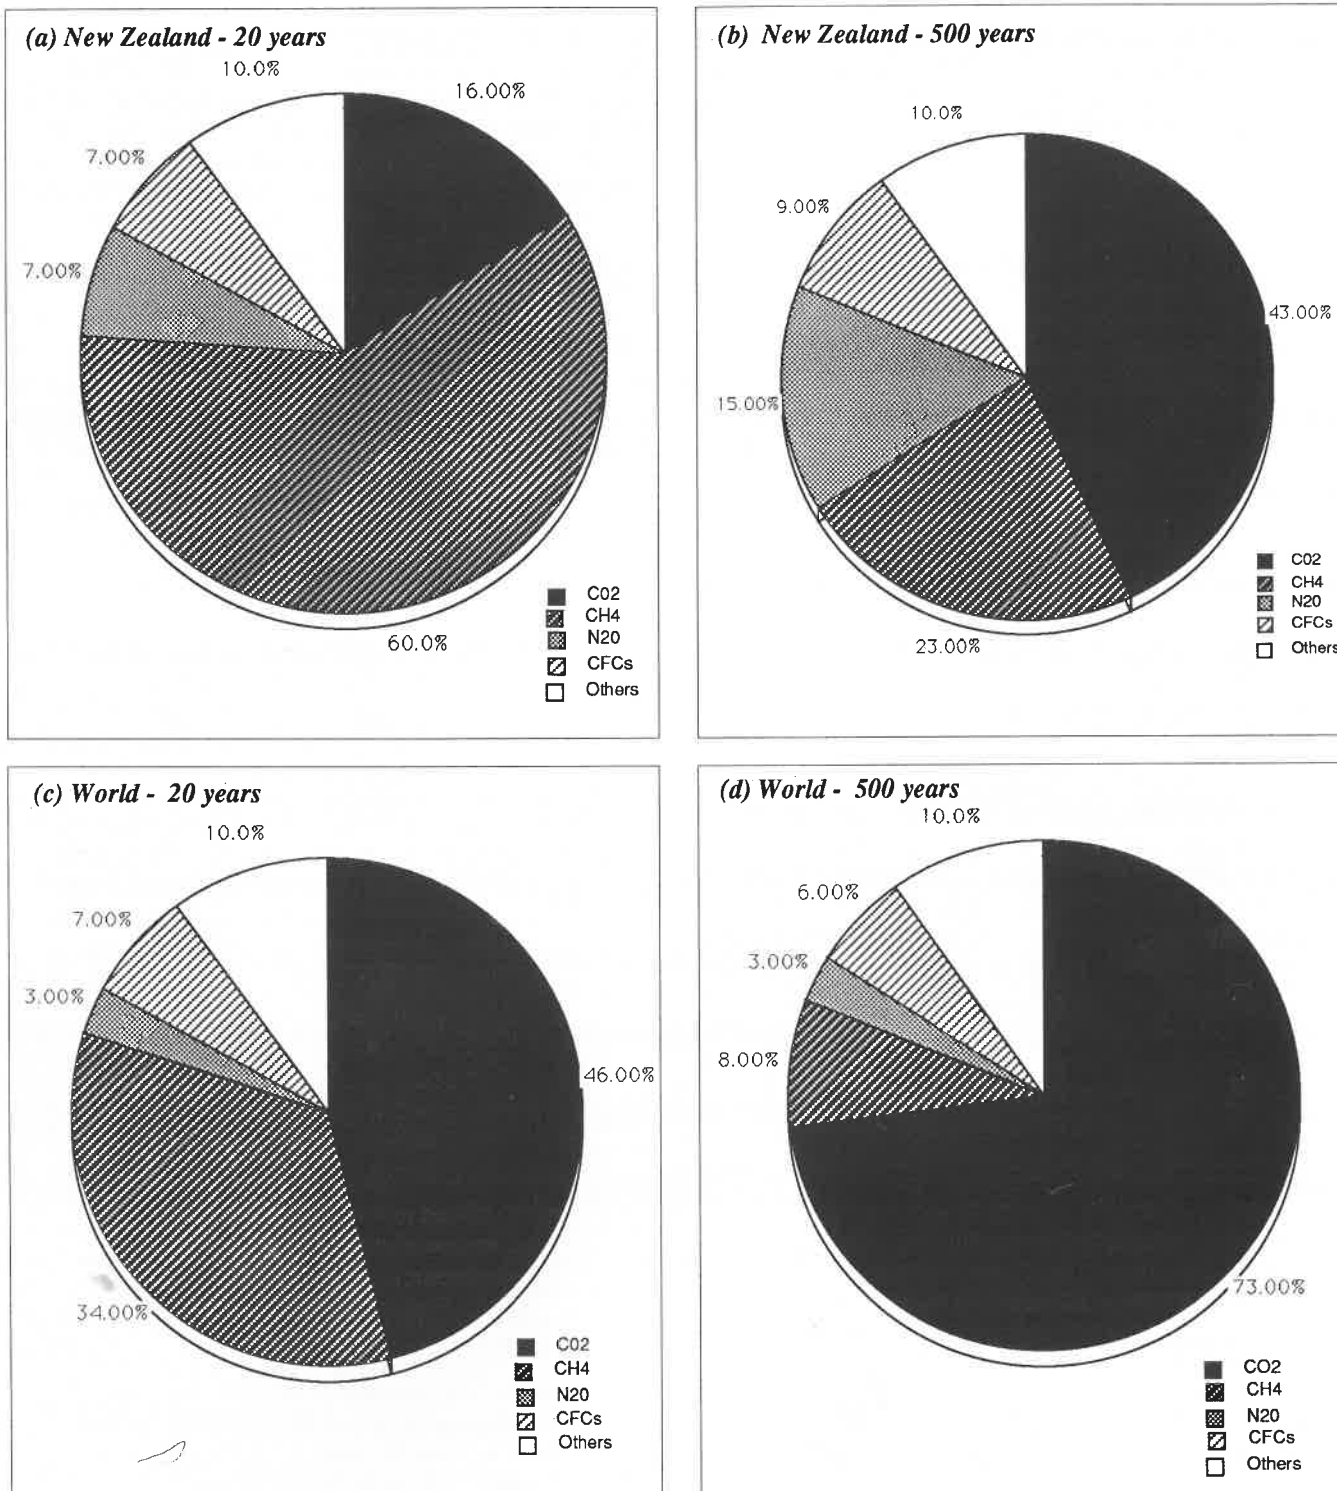 (a) New Zealand - 20 years
10.0%
16.00%
7.00%
7.00%
60.0%
C02
CH4
N20
CFCs
Others
(b) New Zealand - 500 years
10.0%
9.00%
43.00%
15.00%
23.00%
C02
CH4
N20
CFCs
Others
(c) World - 20 years
10.0%
7.00%
3.00%
46.00%
34.00%
C02
CH4
N20
CFCs
Others
(d) World - 500 years
10.0%
6.00%
3.00%
8.00%
73.00%
CO2
CH4
N20
CFCs
Others